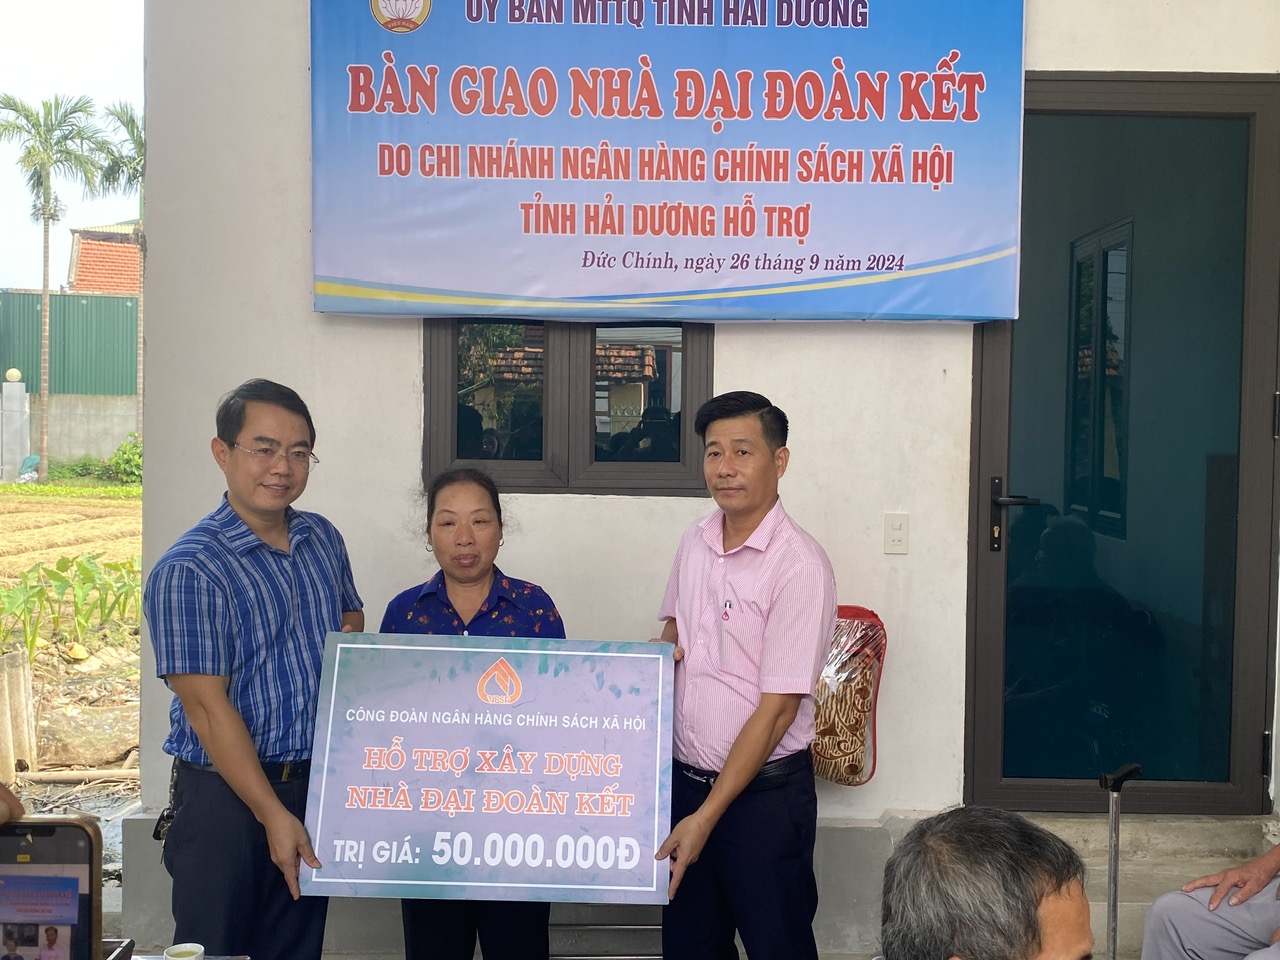 ỦY BAN MTTQ TỈNH HẢI DƯƠNG
BÀN GIAO NHÀ ĐẠI ĐOÀN KẾT
DO CHI NHÁNH NGÂN HÀNG CHÍNH SÁCH XÃ HỘI
TỈNH HẢI DƯƠNG HỖ TRỢ
Đức Chính, ngày 26 tháng 9 năm 2024
VBSP
CÔNG ĐOÀN NGÂN HÀNG CHÍNH SÁCH XÃ HỘI
HỖ TRỢ XÂY DỰNG
NHÀ ĐẠI ĐOÀN KẾT
TRỊ GIÁ: 50.000.000Đ